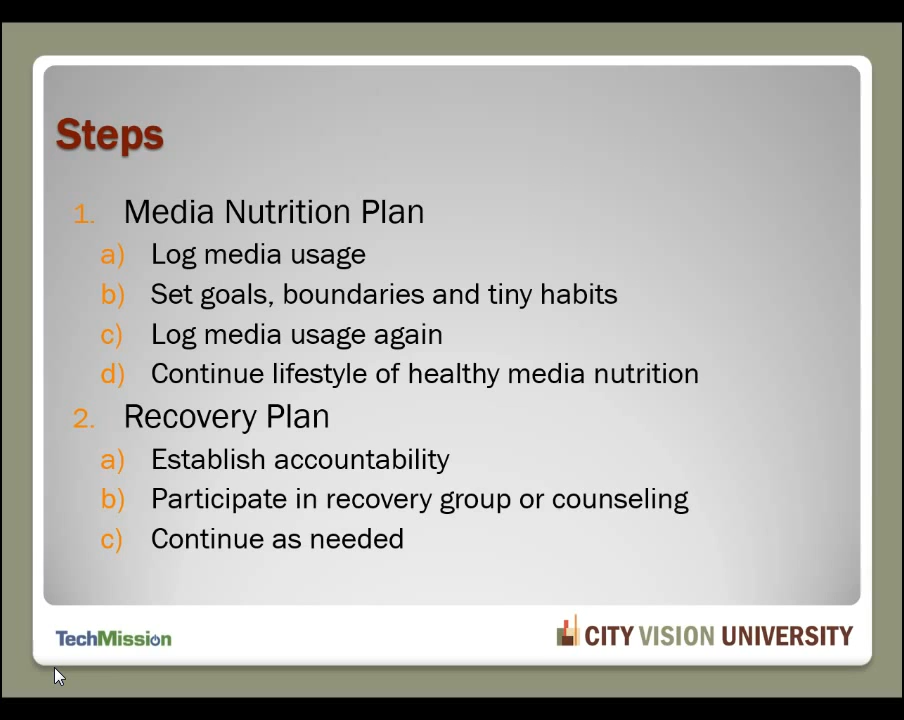 Steps
1. Media Nutrition Plan
a) Log media usage
b) Set goals, boundaries and tiny habits
c) Log media usage again
d) Continue lifestyle of healthy media nutrition
2. Recovery Plan
a) Establish accountability
b) Participate in recovery group or counseling
c) Continue as needed
TechMission
CITY VISION UNIVERSITY